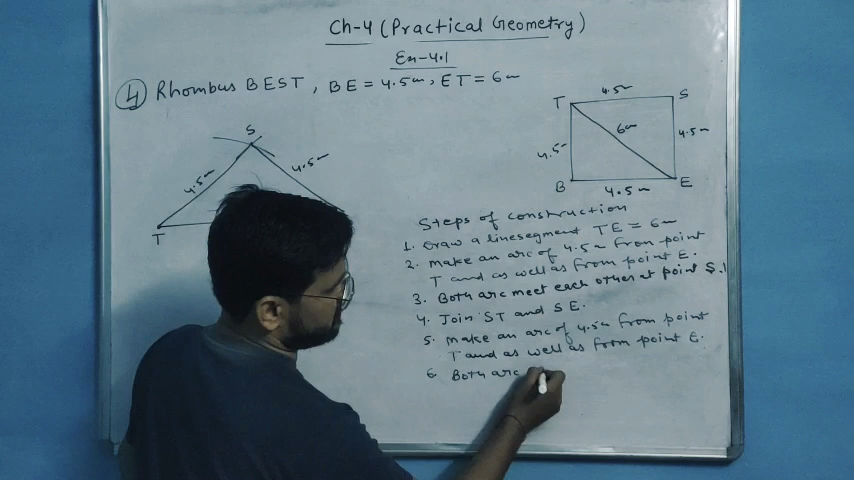 Ch-4 (Practical Geometry)
Ex-4.1
4 Rhombus BEST, BE = 4.5cm, ET = 6cm
S
4.5cm
4.5cm
T
4.5cm
T
S
6cm
4.5cm
4.5cm
B
E
4.5cm
Steps of construction
1. Draw a linesegment TE = 6cm
2. Make an arc of 4.5cm from point
T and as well as from point E.
3. Both arc meet each other at point S.
4. Join ST and SE.
5. Make an arc of 4.5cm from point
T and as well as from point E.
6 Both arc